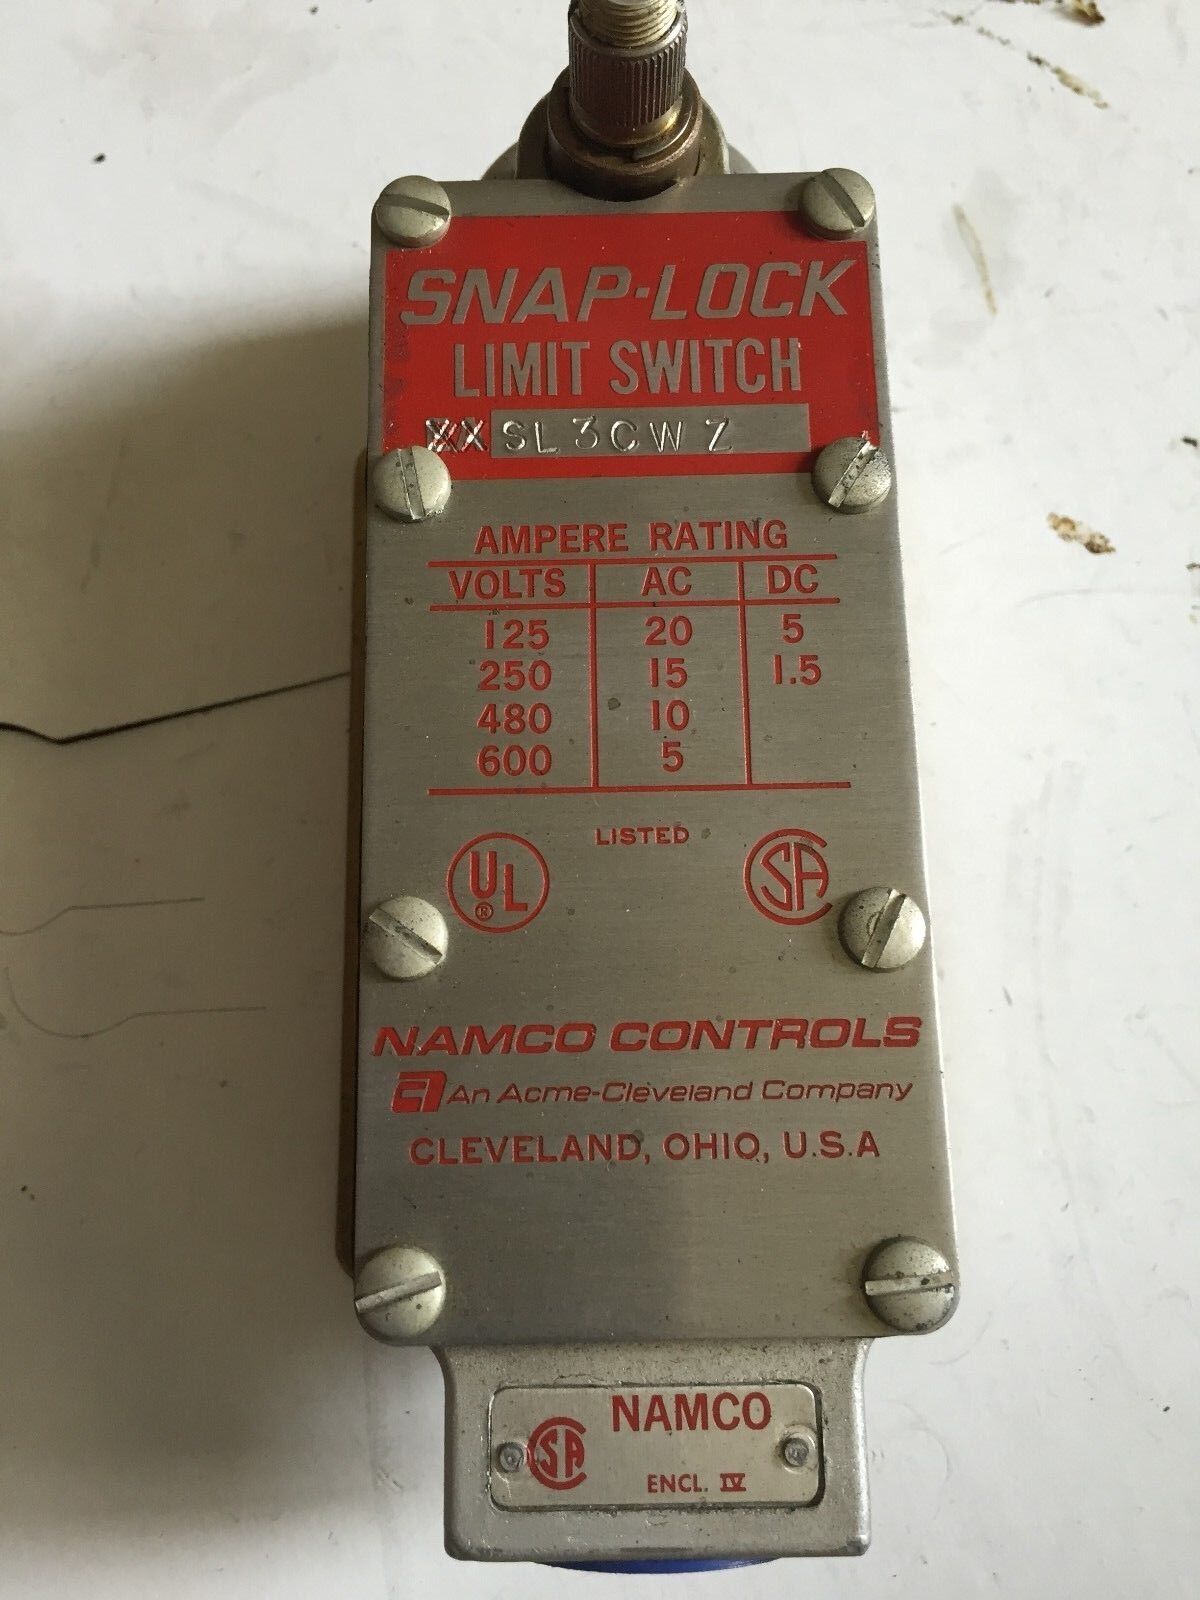 SNAP-LOCK
LIMIT SWITCH
XX SL3CWZ
AMPERE RATING
VOLTS AC DC
125 20 5
250 15 1.5
480 10
600 5
LISTED
UL ® SA
NAMCO CONTROLS
An Acme-Cleveland Company
CLEVELAND, OHIO, U.S.A
NAMCO
SA
ENCL. IV